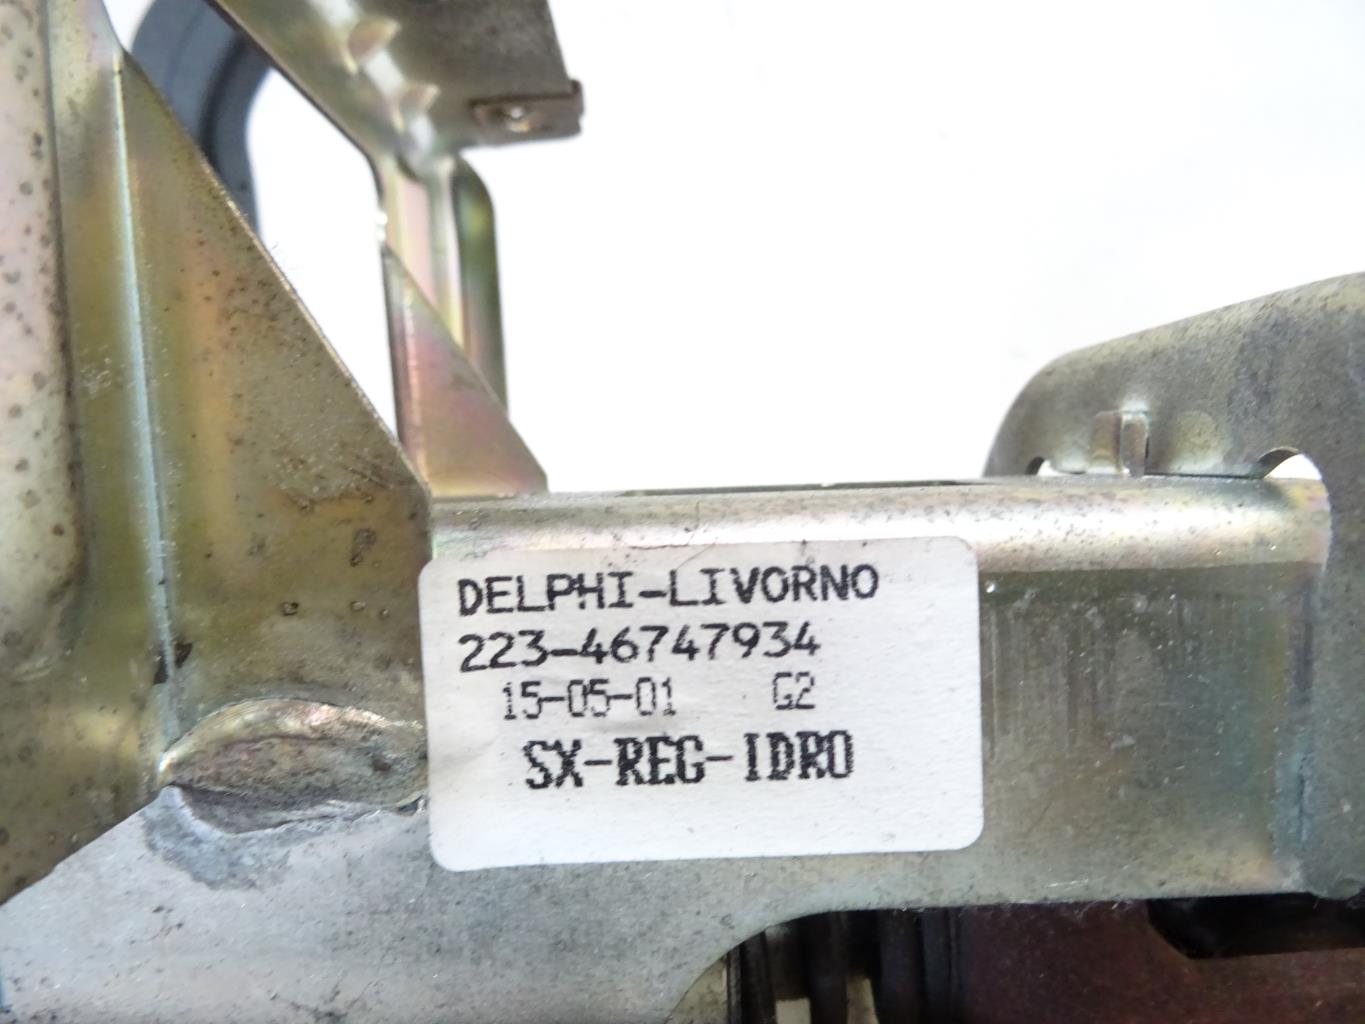 DELPHI-LIVORNO
223-46747934
15-05-01 G2
SX-REG-IDRO